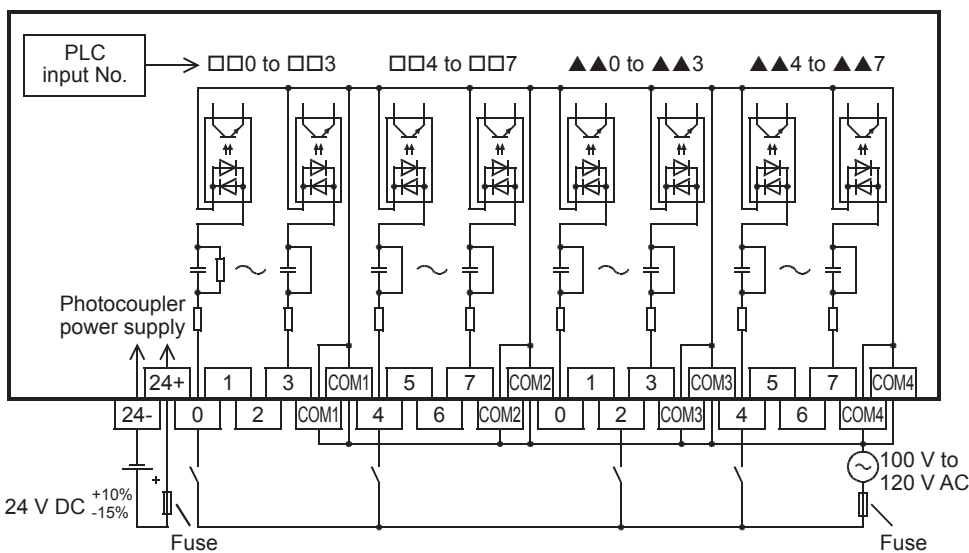 PLC
input No.
□□0 to □□3
□□4 to □□7
▲▲0 to ▲▲3
▲▲4 to ▲▲7
Photocoupler
power supply
24+ 1 3 COM1 5 7 COM2 1 3 COM3 5 7 COM4
24- 0 2 COM1 4 6 COM2 0 2 COM3 4 6 COM4
100 V to
120 V AC
+
24 V DC +10%
-15%
Fuse
Fuse